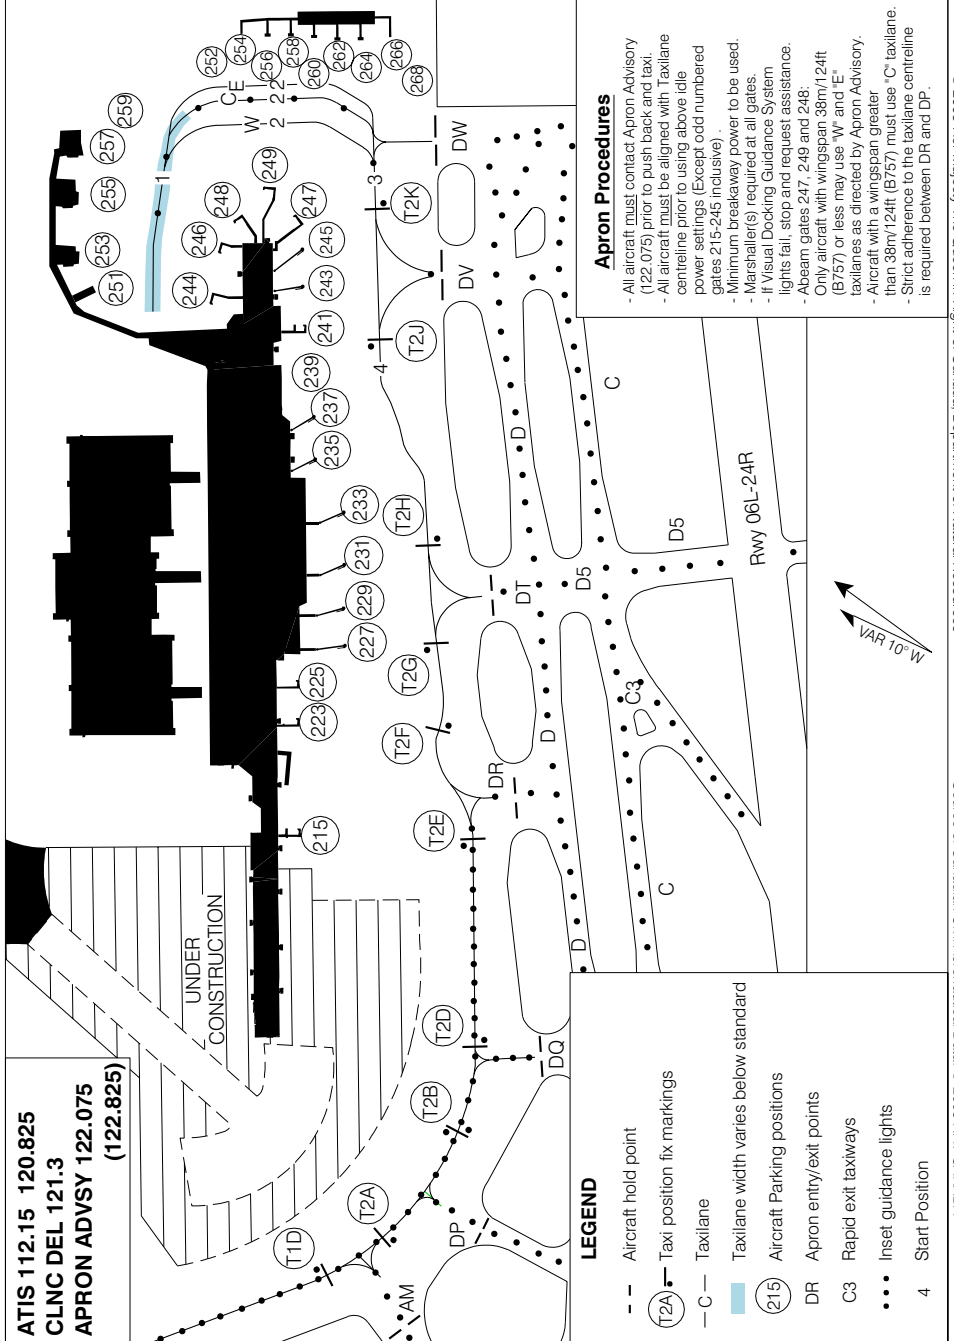 ATIS 112.15 120.825
CLNC DEL 121.3
APRON ADVSY 122.075
(122.825)
UNDER
CONSTRUCTION
251
253
255
257
259
252
254
256
258
260
262
264
266
268
1
W
C
E
2
2
2
3
4
244
246
248
249
247
245
243
241
239
237
235
233
231
229
227
225
223
215
T1D
T2A
T2B
T2D
T2E
T2F
T2G
T2H
T2J
T2K
AM
DP
DQ
DR
DT
DV
DW
D
D
D
C
C
C3
D5
D5
Rwy 06L-24R
VAR 10° W
Apron Procedures
- All aircraft must contact Apron Advisory
(122.075) prior to push back and taxi.
- All aircraft must be aligned with Taxilane
centreline prior to using above idle
power settings (Except odd numbered
gates 215-245 inclusive) .
- Minimum breakaway power to be used.
- Marshaller(s) required at all gates.
- If Visual Docking Guidance System
lights fail, stop and request assistance.
- Abeam gates 247, 249 and 248:
Only aircraft with wingspan 38m/124ft
(B757) or less may use "W" and "E"
taxilanes as directed by Apron Advisory.
- Aircraft with a wingspan greater
than 38m/124ft (B757) must use "C" taxilane.
- Strict adherence to the taxilane centreline
is required between DR and DP.
LEGEND
Aircraft hold point
T2A Taxi position fix markings
C Taxilane
Taxilane width varies below standard
215 Aircraft Parking positions
DR Apron entry/exit points
C3 Rapid exit taxiways
Inset guidance lights
4 Start Position